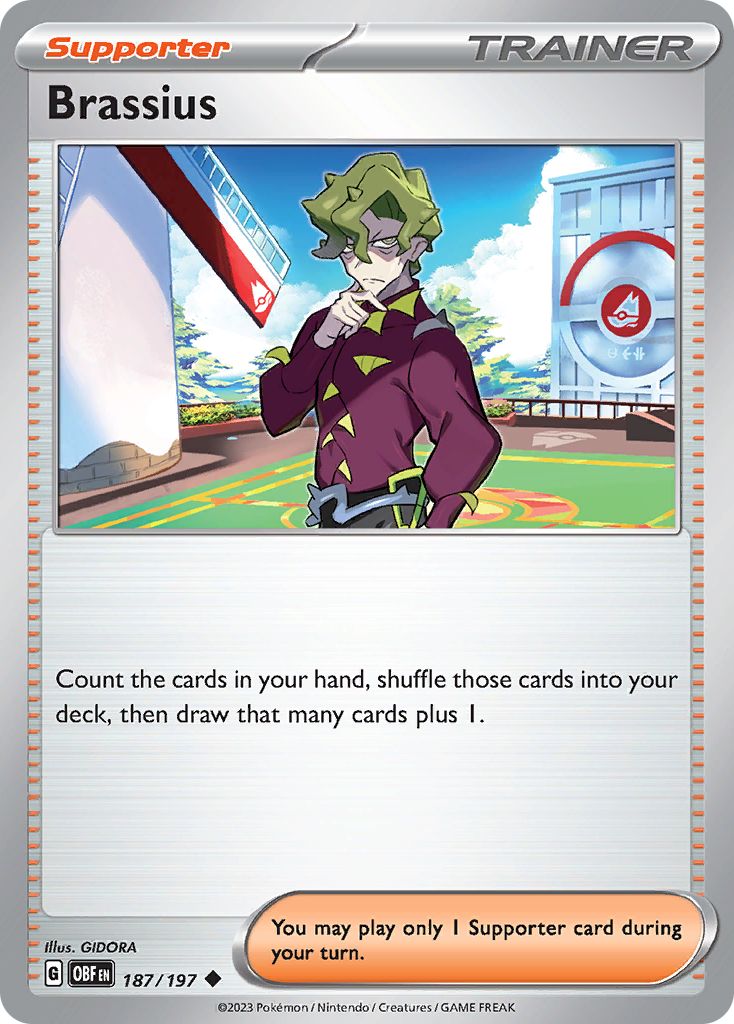 Supporter
TRAINER
Brassius
Count the cards in your hand, shuffle those cards into your
deck, then draw that many cards plus 1.
You may play only 1 Supporter card during
your turn.
Illus. GIDORA
G OBF EN 187/197
©2023 Pokémon / Nintendo / Creatures / GAME FREAK